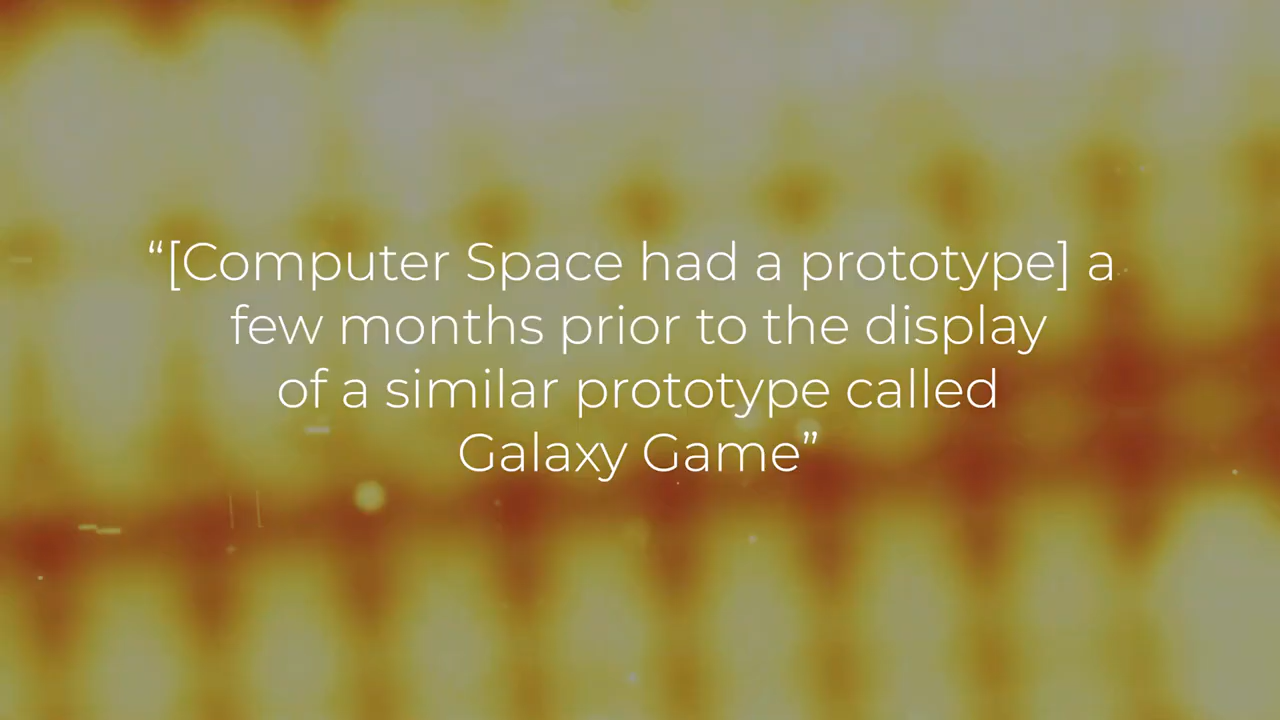 “[Computer Space had a prototype] a
few months prior to the display
of a similar prototype called
Galaxy Game”